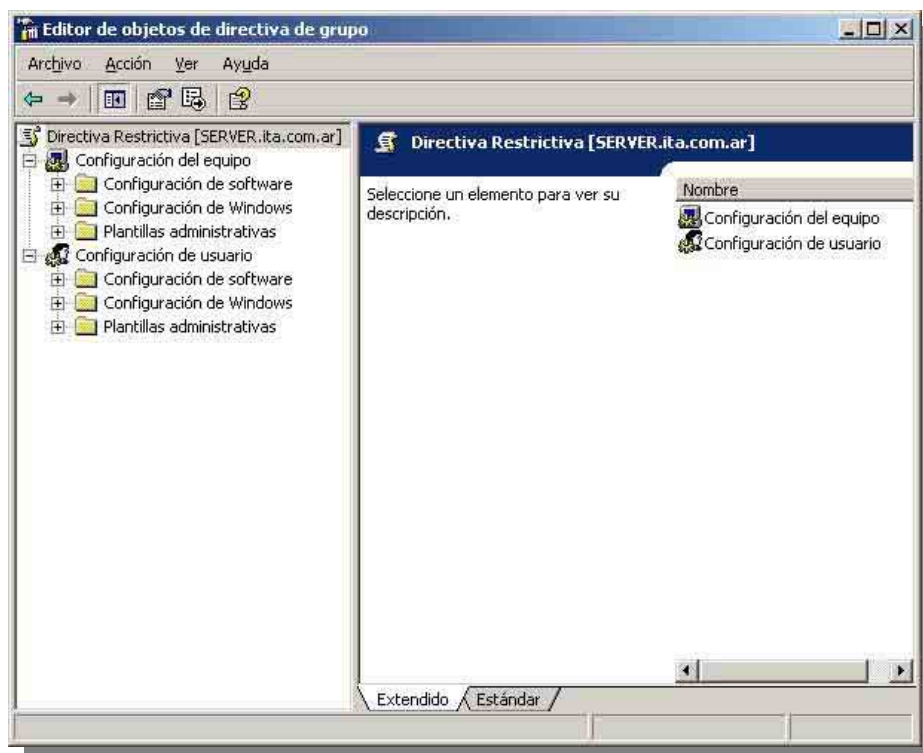 Editor de objetos de directiva de grupo
Archivo Acción Ver Ayuda
Directiva Restrictiva [SERVER.ita.com.ar]
Configuración del equipo
Configuración de software
Configuración de Windows
Plantillas administrativas
Configuración de usuario
Configuración de software
Configuración de Windows
Plantillas administrativas
Directiva Restrictiva [SERVER.ita.com.ar]
Seleccione un elemento para ver su
descripción.
Nombre
Configuración del equipo
Configuración de usuario
Extendido Estándar